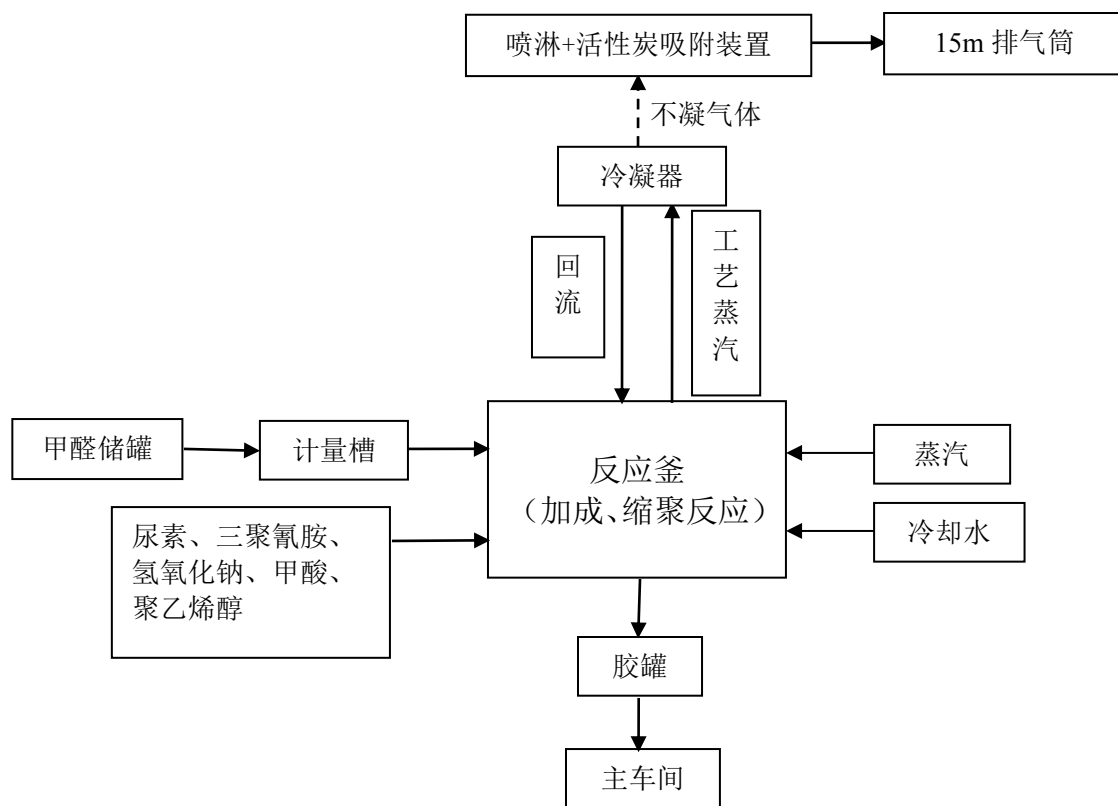 喷淋+活性炭吸附装置
15m 排气筒
不凝气体
冷凝器
回
流
工
艺
蒸
汽
甲醛储罐
计量槽
反应釜
（加成、缩聚反应）
蒸汽
冷却水
尿素、三聚氰胺、
氢氧化钠、甲酸、
聚乙烯醇
胶罐
主车间